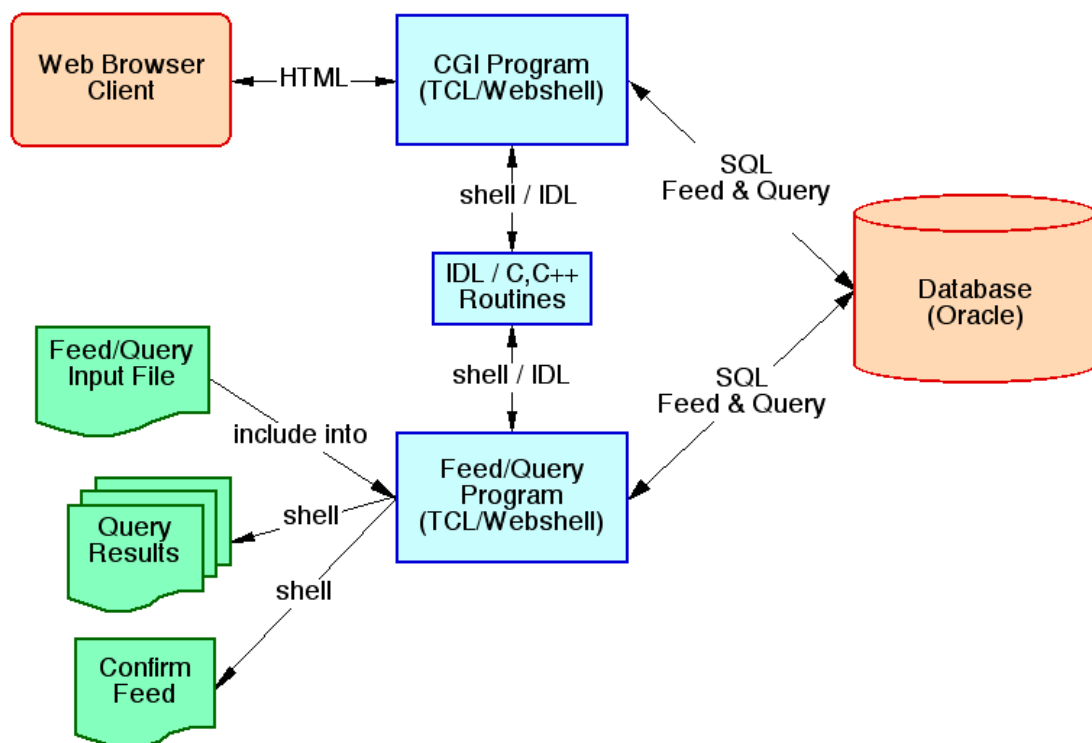 Web Browser
Client
HTML
CGI Program
(TCL/Webshell)
SQL
Feed & Query
shell / IDL
IDL / C,C++
Routines
Database
(Oracle)
Feed/Query
Input File
shell / IDL
SQL
Feed & Query
include into
Feed/Query
Program
(TCL/Webshell)
Query
Results
shell
shell
Confirm
Feed